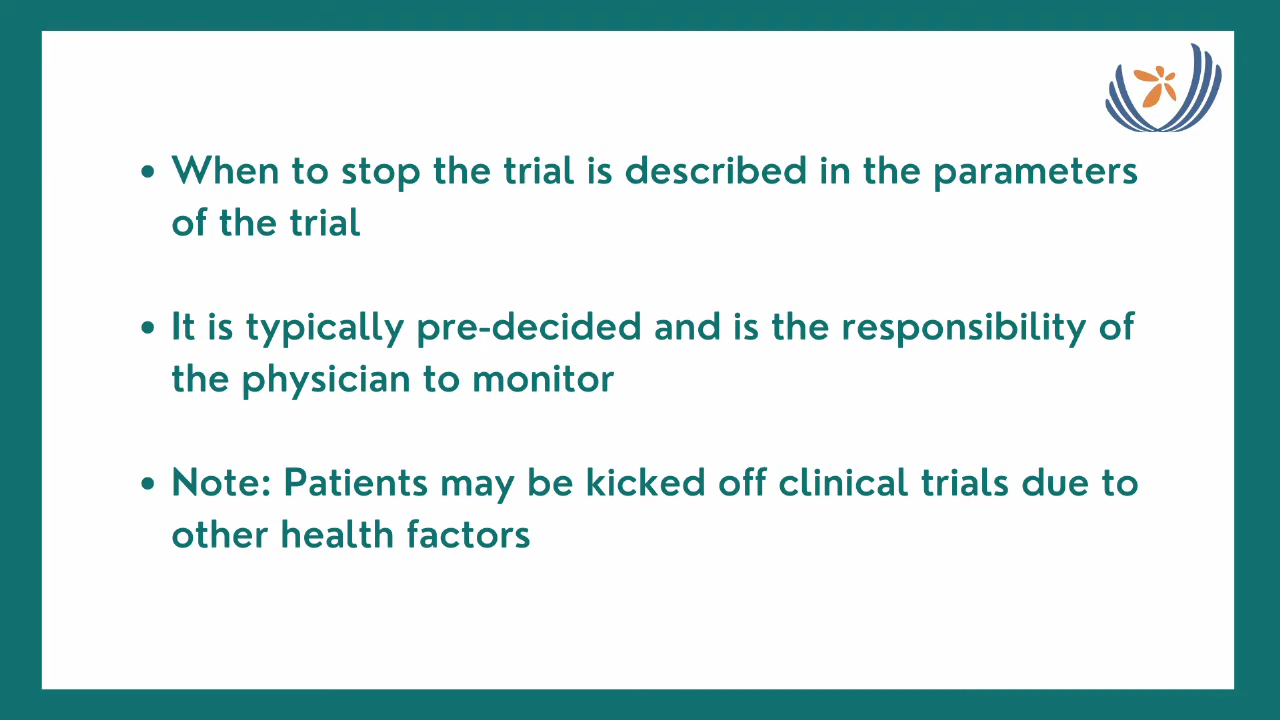 • When to stop the trial is described in the parameters
of the trial
• It is typically pre-decided and is the responsibility of
the physician to monitor
• Note: Patients may be kicked off clinical trials due to
other health factors